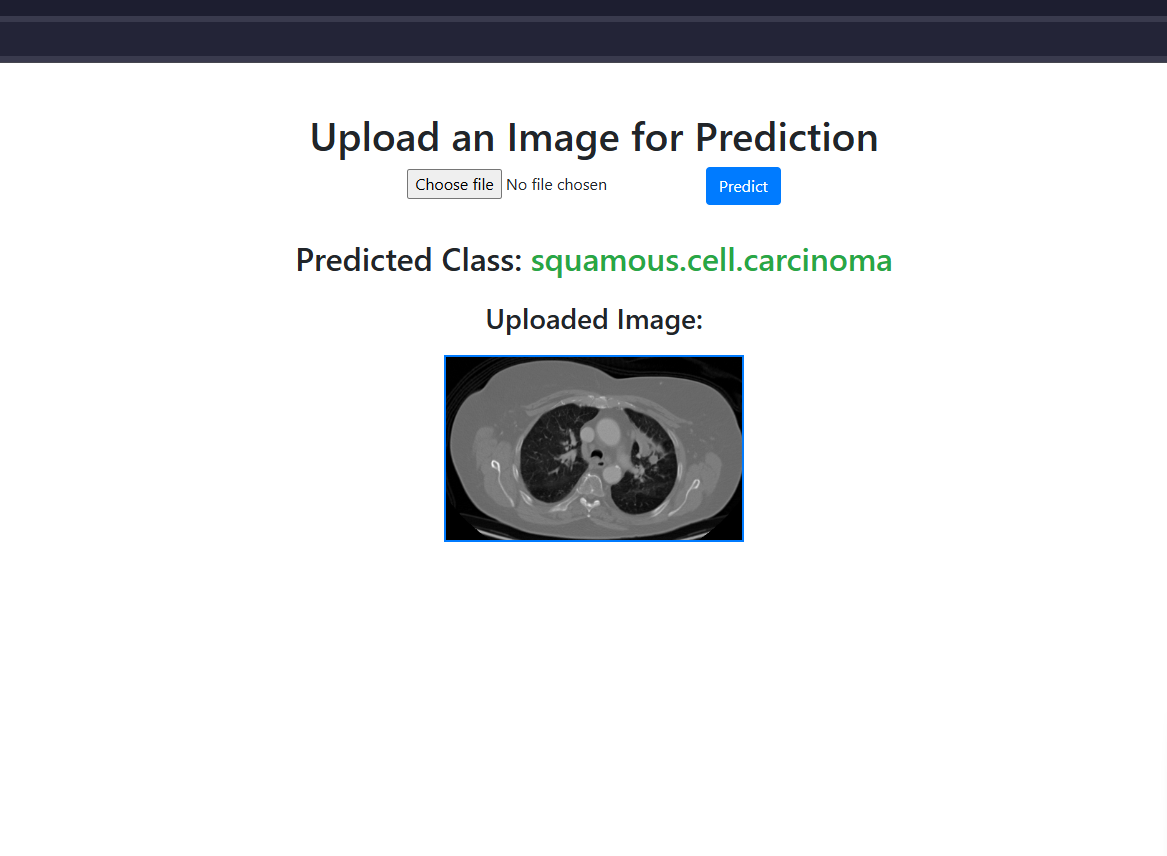 Upload an Image for Prediction
Choose file No file chosen Predict
Predicted Class: squamous.cell.carcinoma
Uploaded Image: